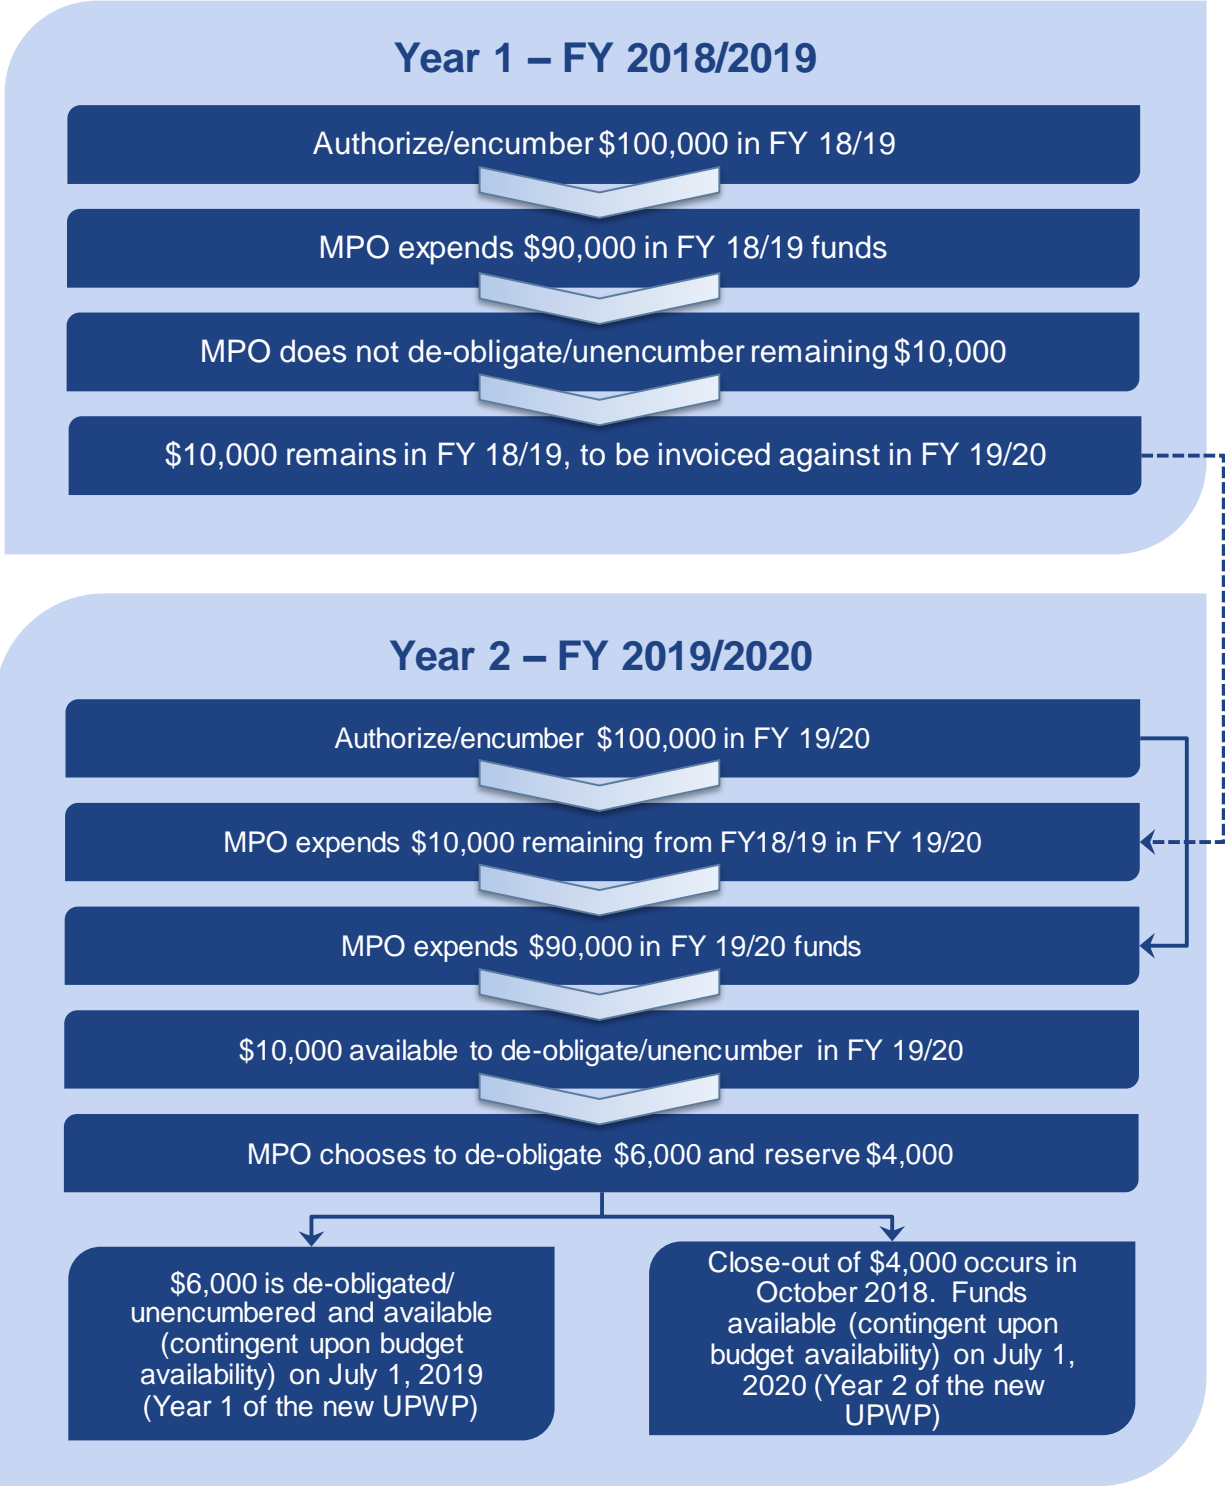 Year 1 – FY 2018/2019
Authorize/encumber $100,000 in FY 18/19
MPO expends $90,000 in FY 18/19 funds
MPO does not de-obligate/unencumber remaining $10,000
$10,000 remains in FY 18/19, to be invoiced against in FY 19/20
Year 2 – FY 2019/2020
Authorize/encumber $100,000 in FY 19/20
MPO expends $10,000 remaining from FY18/19 in FY 19/20
MPO expends $90,000 in FY 19/20 funds
$10,000 available to de-obligate/unencumber in FY 19/20
MPO chooses to de-obligate $6,000 and reserve $4,000
$6,000 is de-obligated/
unencumbered and available
(contingent upon budget
availability) on July 1, 2019
(Year 1 of the new UPWP)
Close-out of $4,000 occurs in
October 2018. Funds
available (contingent upon
budget availability) on July 1,
2020 (Year 2 of the new
UPWP)